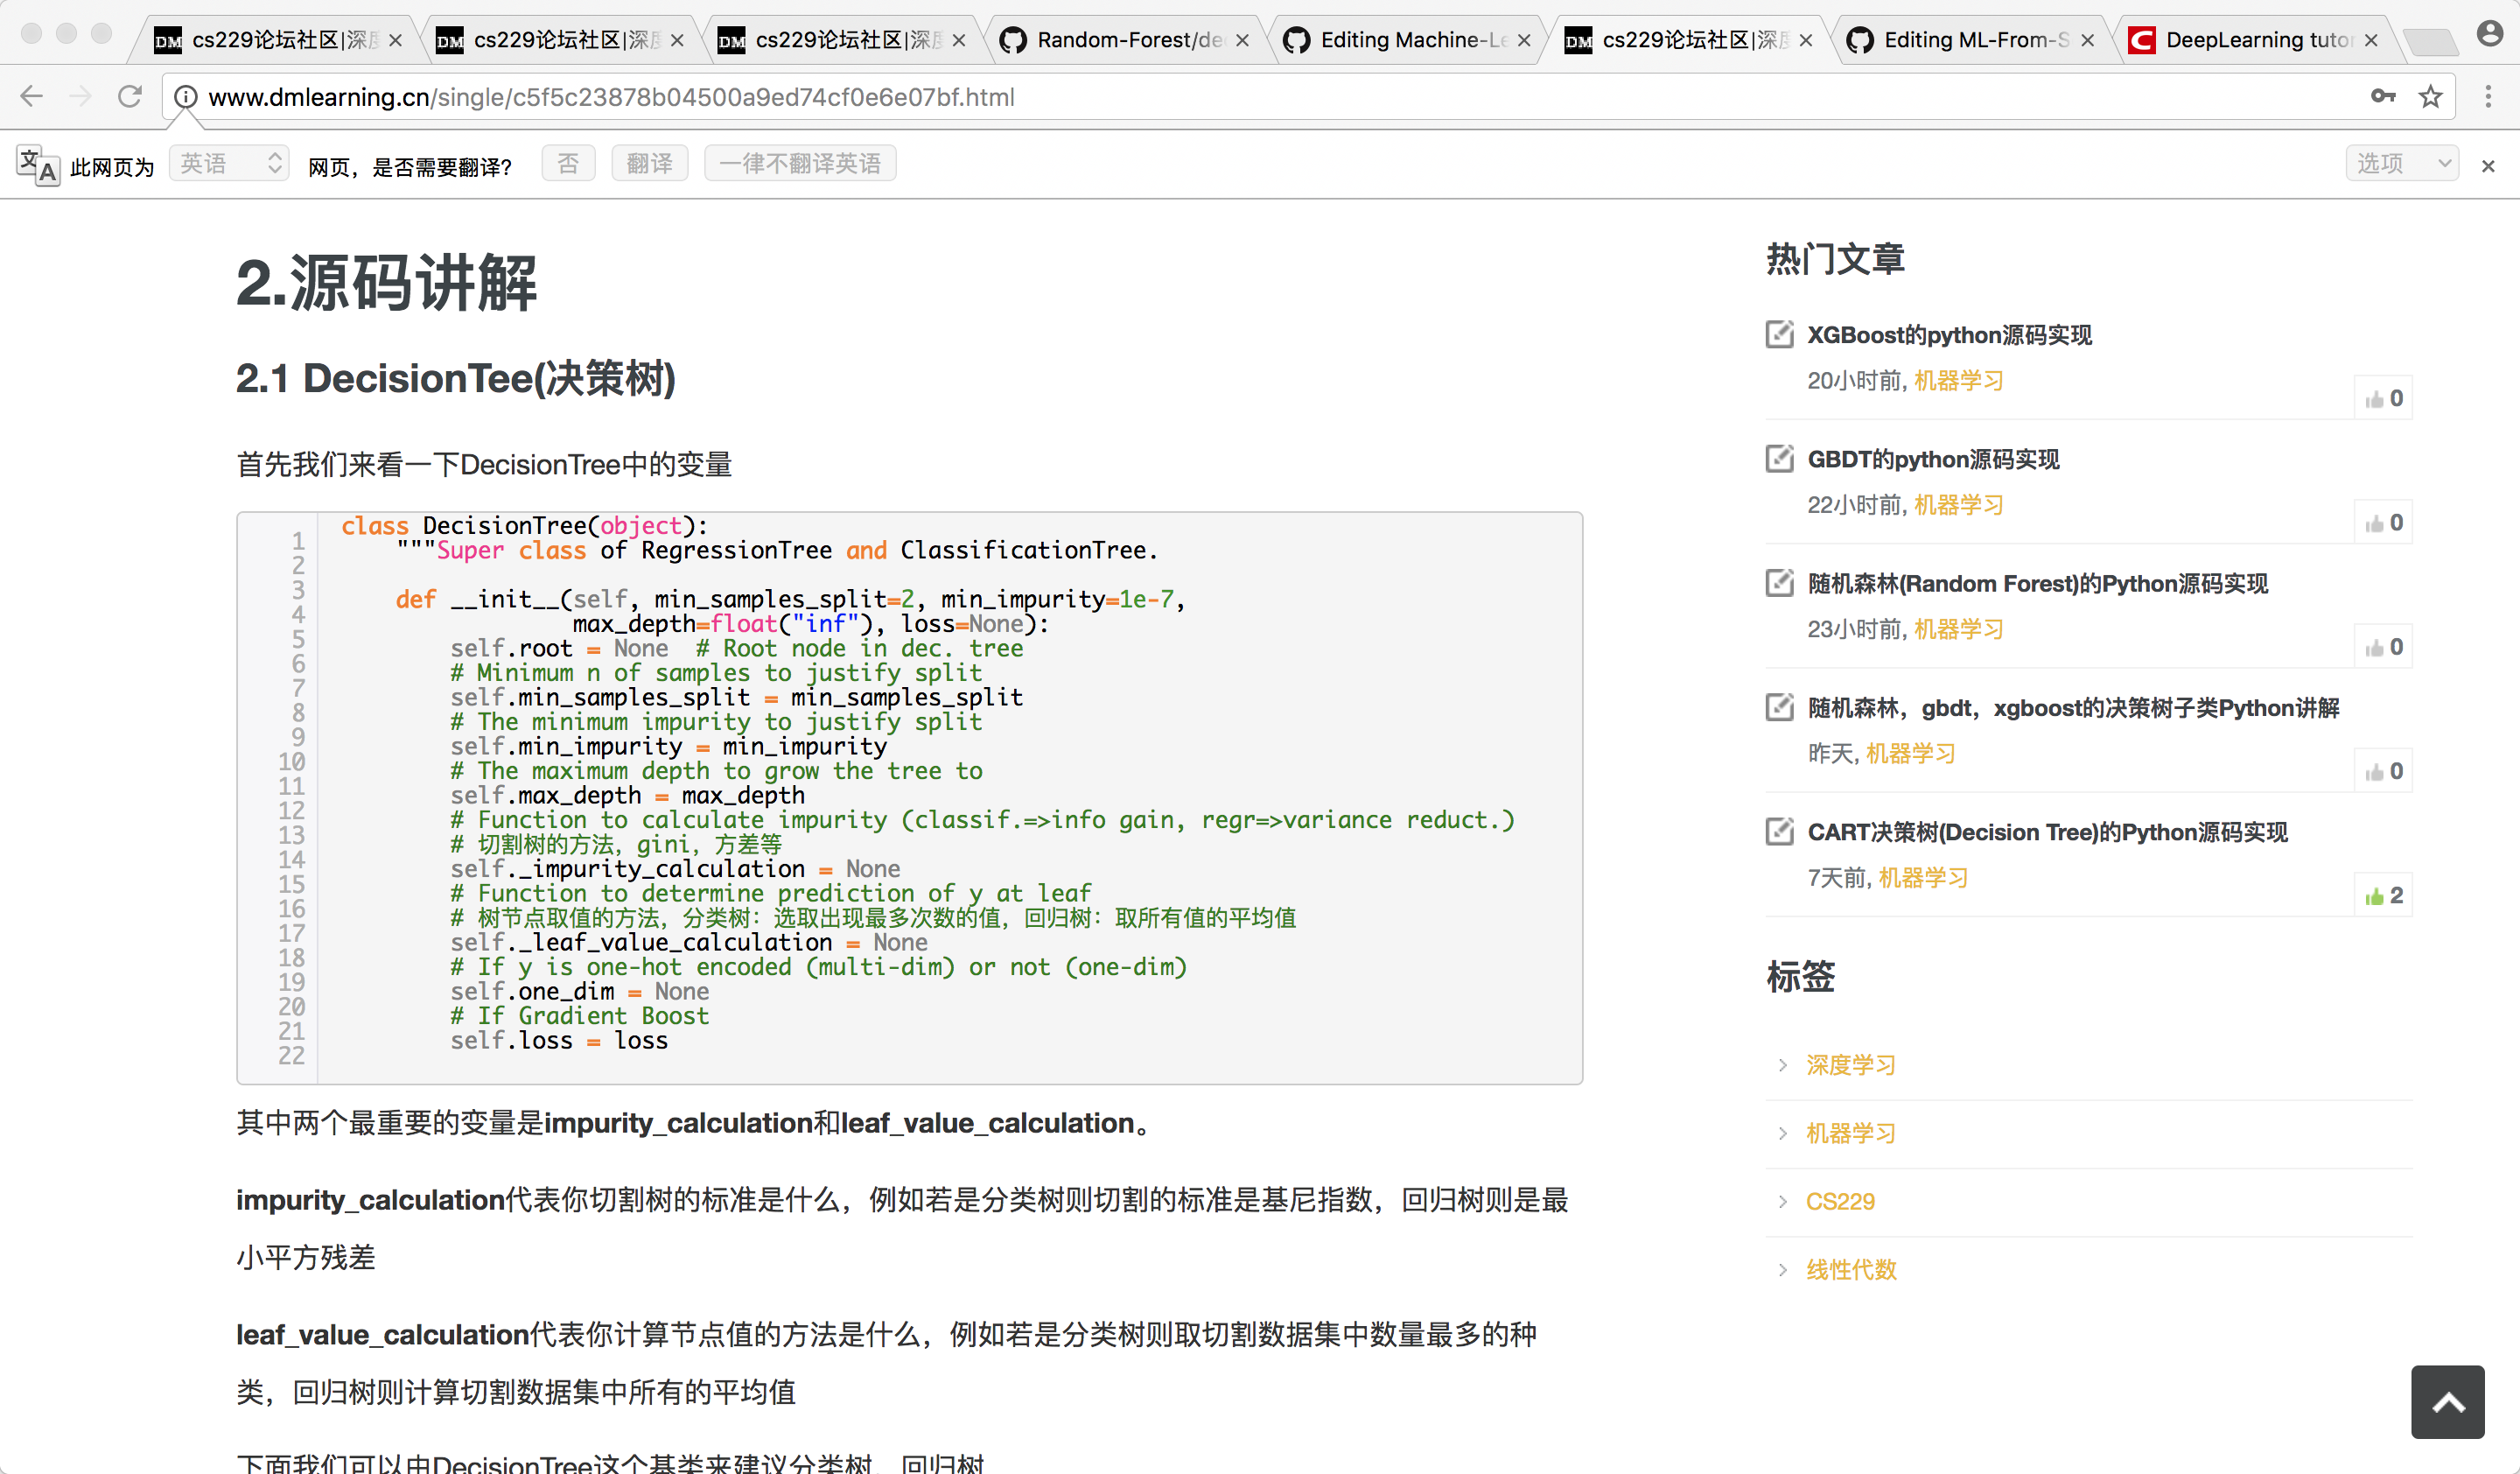 cs229论坛社区|深度
cs229论坛社区|深度
cs229论坛社区|深度
Random-Forest/de
Editing Machine-Le
cs229论坛社区|深度
Editing ML-From-S
DeepLearning tutor
www.dmlearning.cn/single/c5f5c23878b04500a9ed74cf0e6e07bf.html
此网页为 英语 网页，是否需要翻译？ 否 翻译 一律不翻译英语 选项
2.源码讲解
2.1 DecisionTee(决策树)
首先我们来看一下DecisionTree中的变量
1
2
3
4
5
6
7
8
9
10
11
12
13
14
15
16
17
18
19
20
21
22
class DecisionTree(object):
    """Super class of RegressionTree and ClassificationTree.

    def __init__(self, min_samples_split=2, min_impurity=1e-7,
                 max_depth=float("inf"), loss=None):
        self.root = None  # Root node in dec. tree
        # Minimum n of samples to justify split
        self.min_samples_split = min_samples_split
        # The minimum impurity to justify split
        self.min_impurity = min_impurity
        # The maximum depth to grow the tree to
        self.max_depth = max_depth
        # Function to calculate impurity (classif.=>info gain, regr=>variance reduct.)
        # 切割树的方法，gini，方差等
        self._impurity_calculation = None
        # Function to determine prediction of y at leaf
        # 树节点取值的方法，分类树：选取出现最多次数的值，回归树：取所有值的平均值
        self._leaf_value_calculation = None
        # If y is one-hot encoded (multi-dim) or not (one-dim)
        self.one_dim = None
        # If Gradient Boost
        self.loss = loss
其中两个最重要的变量是impurity_calculation和leaf_value_calculation。
impurity_calculation代表你切割树的标准是什么，例如若是分类树则切割的标准是基尼指数，回归树则是最
小平方残差
leaf_value_calculation代表你计算节点值的方法是什么，例如若是分类树则取切割数据集中数量最多的种
类，回归树则计算切割数据集中所有的平均值
下面我们可以由DecisionTree这个基类来建议分类树，回归树
热门文章
XGBoost的python源码实现
20小时前, 机器学习
0
GBDT的python源码实现
22小时前, 机器学习
0
随机森林(Random Forest)的Python源码实现
23小时前, 机器学习
0
随机森林，gbdt，xgboost的决策树子类Python讲解
昨天, 机器学习
0
CART决策树(Decision Tree)的Python源码实现
7天前, 机器学习
2
标签
深度学习
机器学习
CS229
线性代数